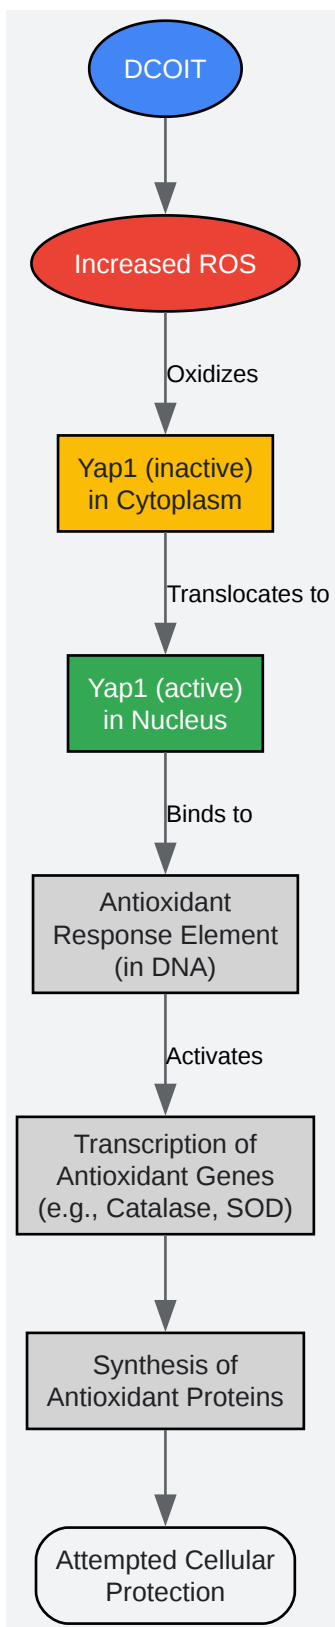 DCOIT
Increased ROS
Oxidizes
Yap1 (inactive)
in Cytoplasm
Translocates to
Yap1 (active)
in Nucleus
Binds to
Antioxidant
Response Element
(in DNA)
Activates
Transcription of
Antioxidant Genes
(e.g., Catalase, SOD)
Synthesis of
Antioxidant Proteins
Attempted Cellular
Protection